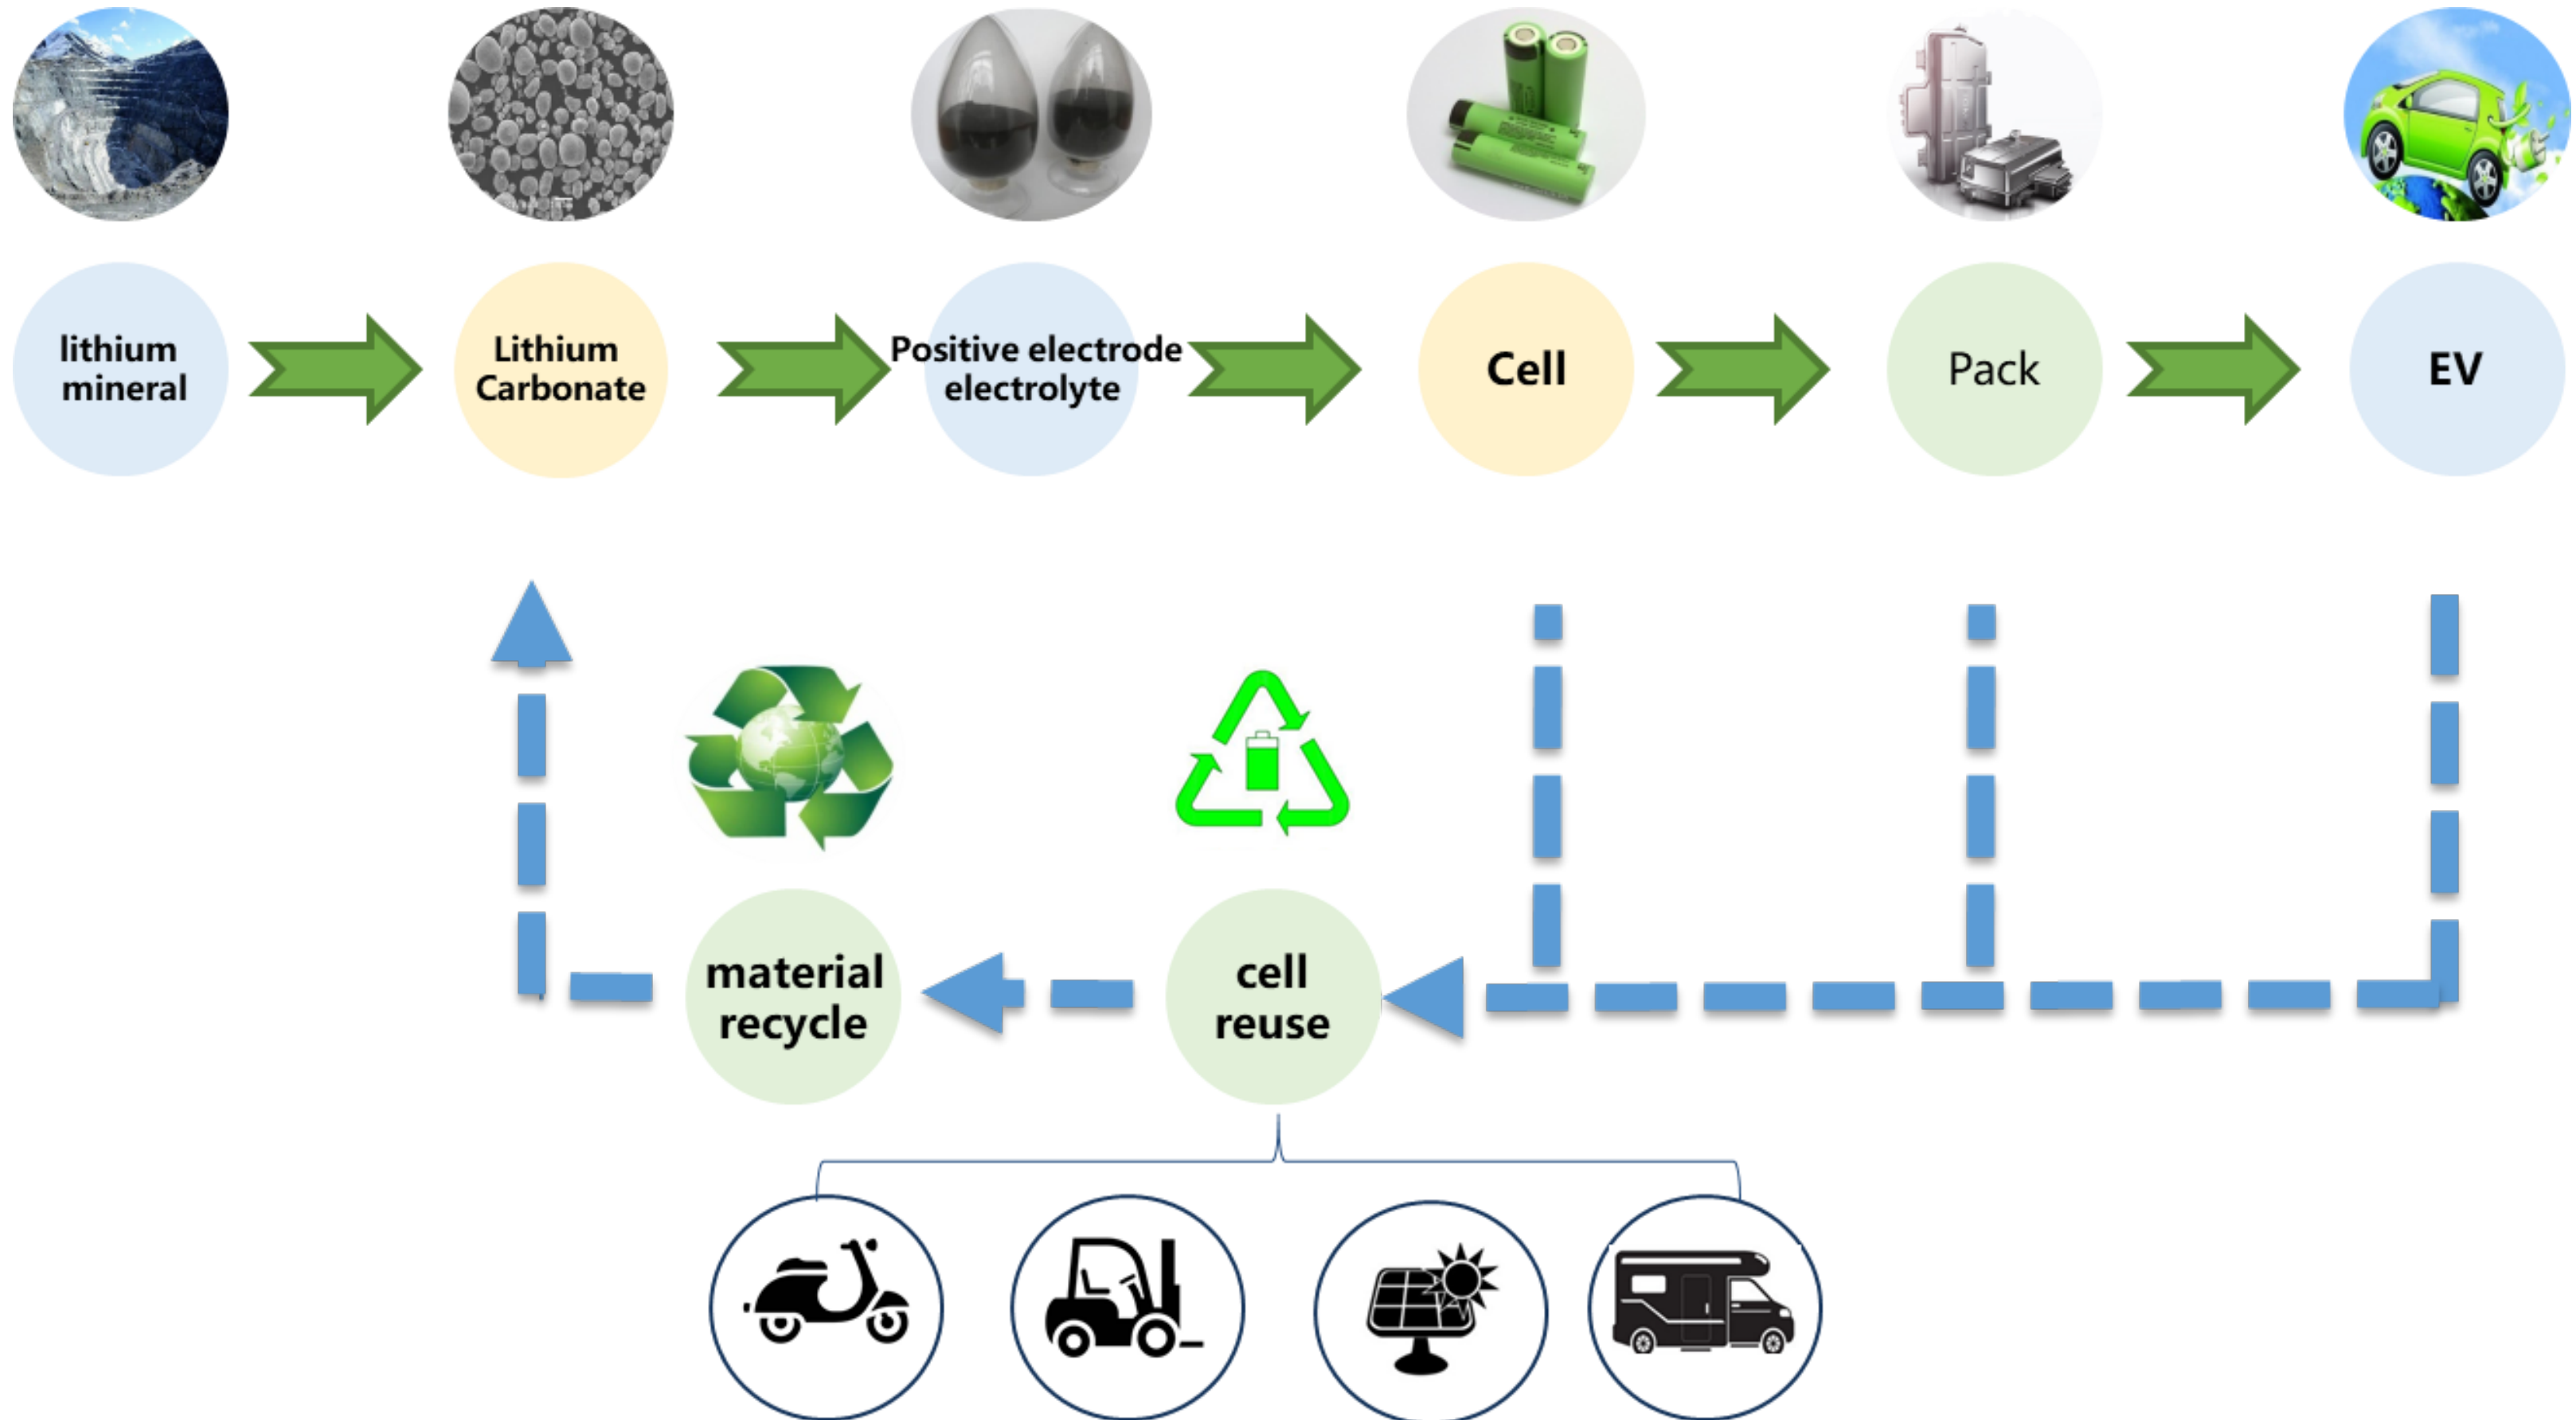 lithium
mineral
Lithium
Carbonate
Positive electrode
electrolyte
Cell
Pack
EV
material
recycle
cell
reuse